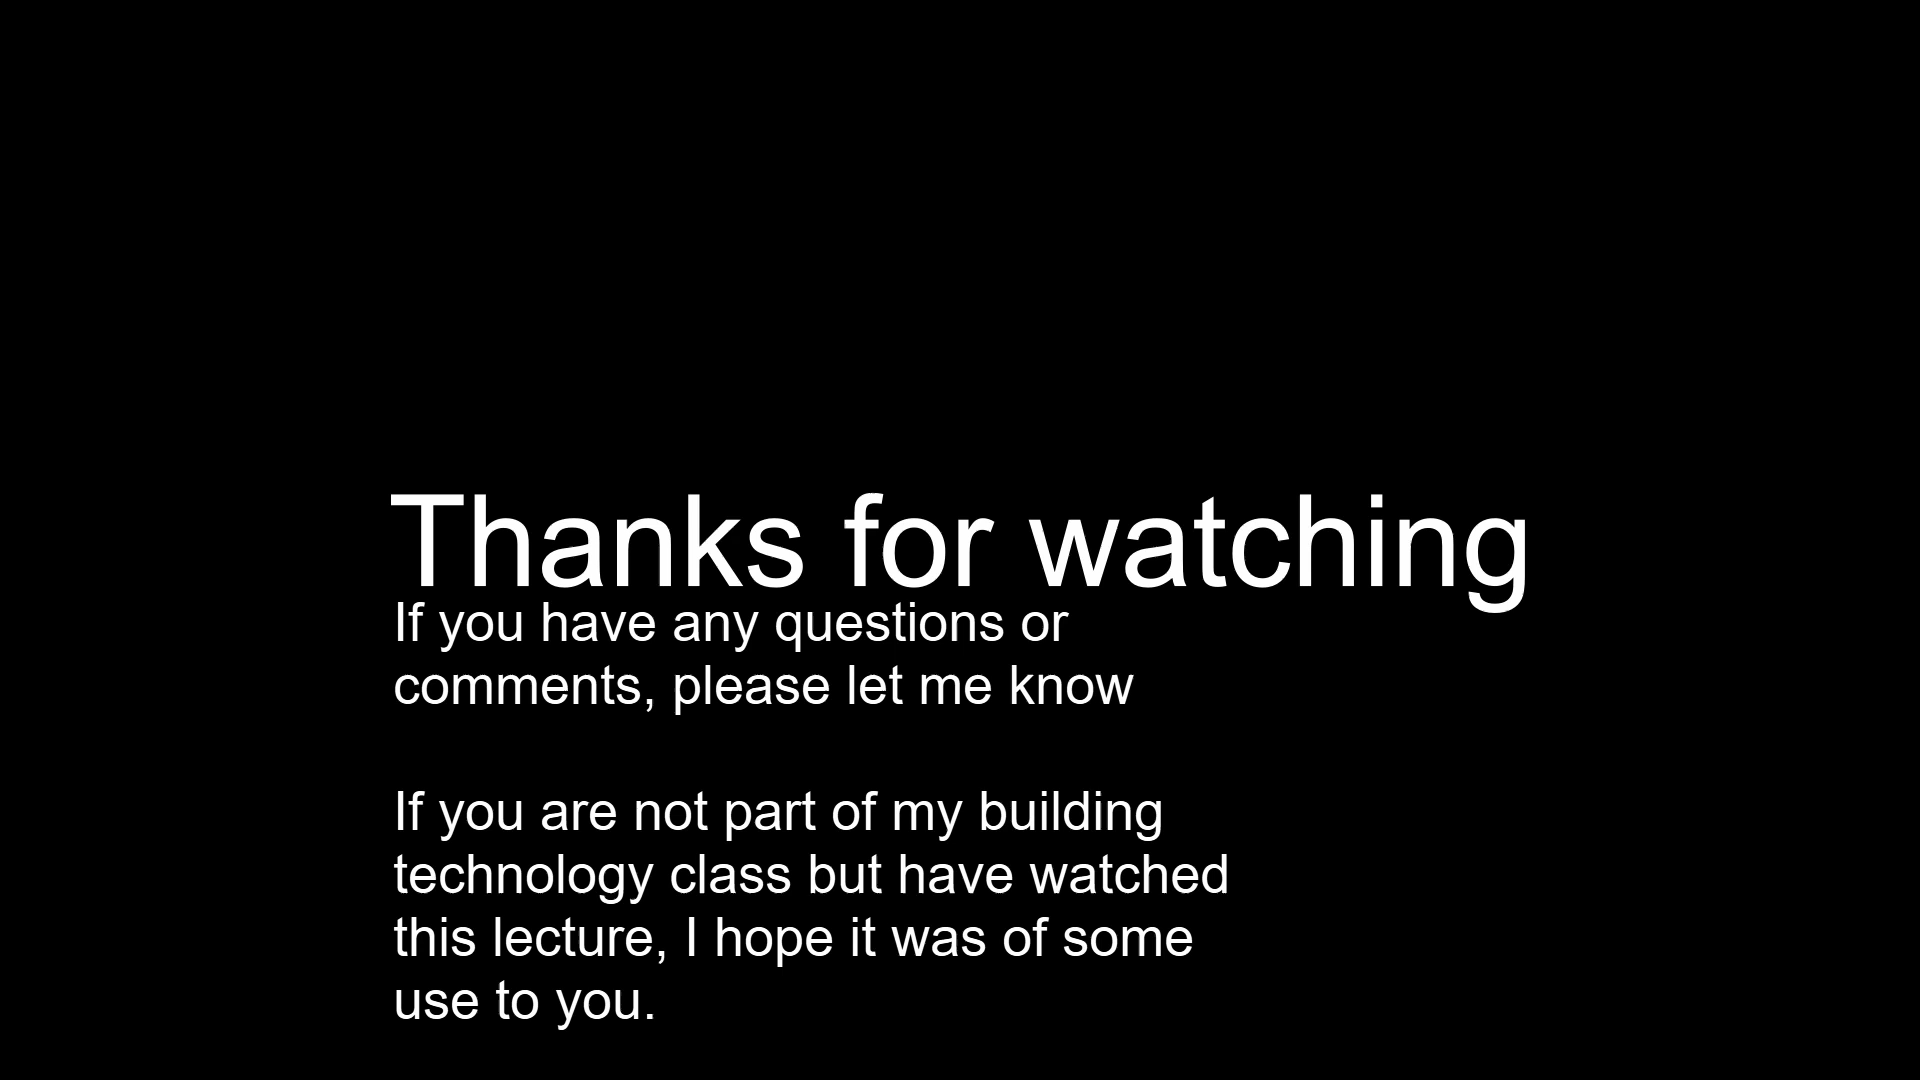 Thanks for watching
If you have any questions or
comments, please let me know
If you are not part of my building
technology class but have watched
this lecture, I hope it was of some
use to you.